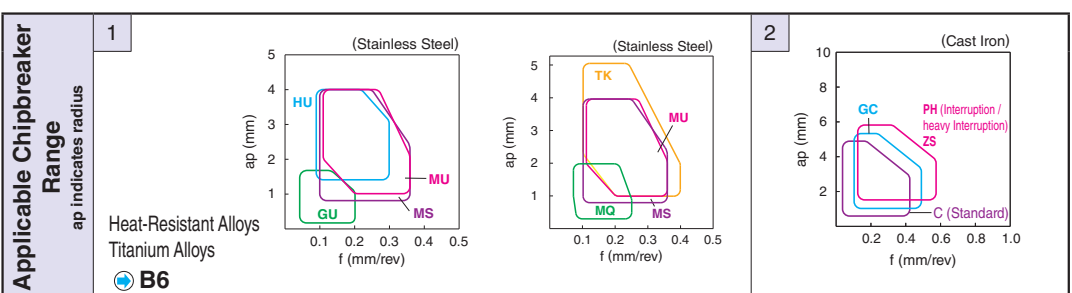 Applicable Chipbreaker
Range
ap indicates radius
1
Heat-Resistant Alloys
Titanium Alloys
B6
(Stainless Steel)
5
4
3
2
1
ap (mm)
HU
GU
MU
MS
0.1 0.2 0.3 0.4 0.5
f (mm/rev)
(Stainless Steel)
5
4
3
2
1
ap (mm)
TK
MU
MQ
MS
0.1 0.2 0.3 0.4 0.5
f (mm/rev)
2
(Cast Iron)
10
8
6
4
2
ap (mm)
GC
PH (Interruption /
heavy Interruption)
ZS
C (Standard)
0.2 0.4 0.6 0.8 1.0
f (mm/rev)